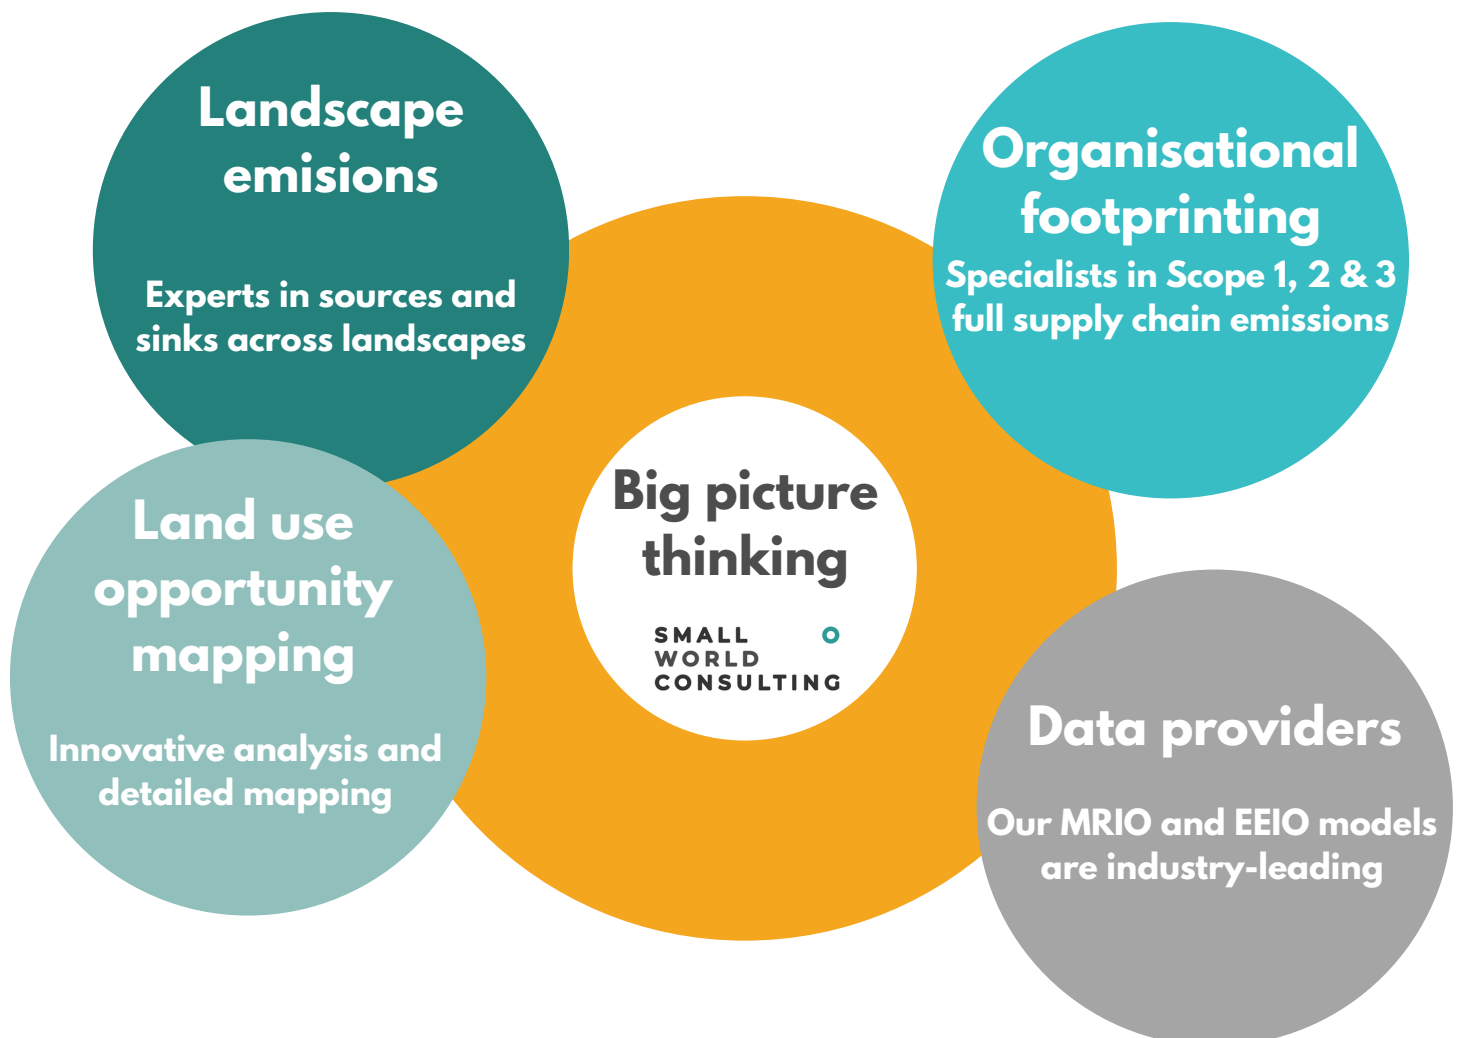 Landscape
emisions
Experts in sources and
sinks across landscapes
Organisational
footprinting
Specialists in Scope 1, 2 & 3
full supply chain emissions
Big picture
thinking
SMALL
WORLD
CONSULTING
Land use
opportunity
mapping
Innovative analysis and
detailed mapping
Data providers
Our MRIO and EEIO models
are industry-leading